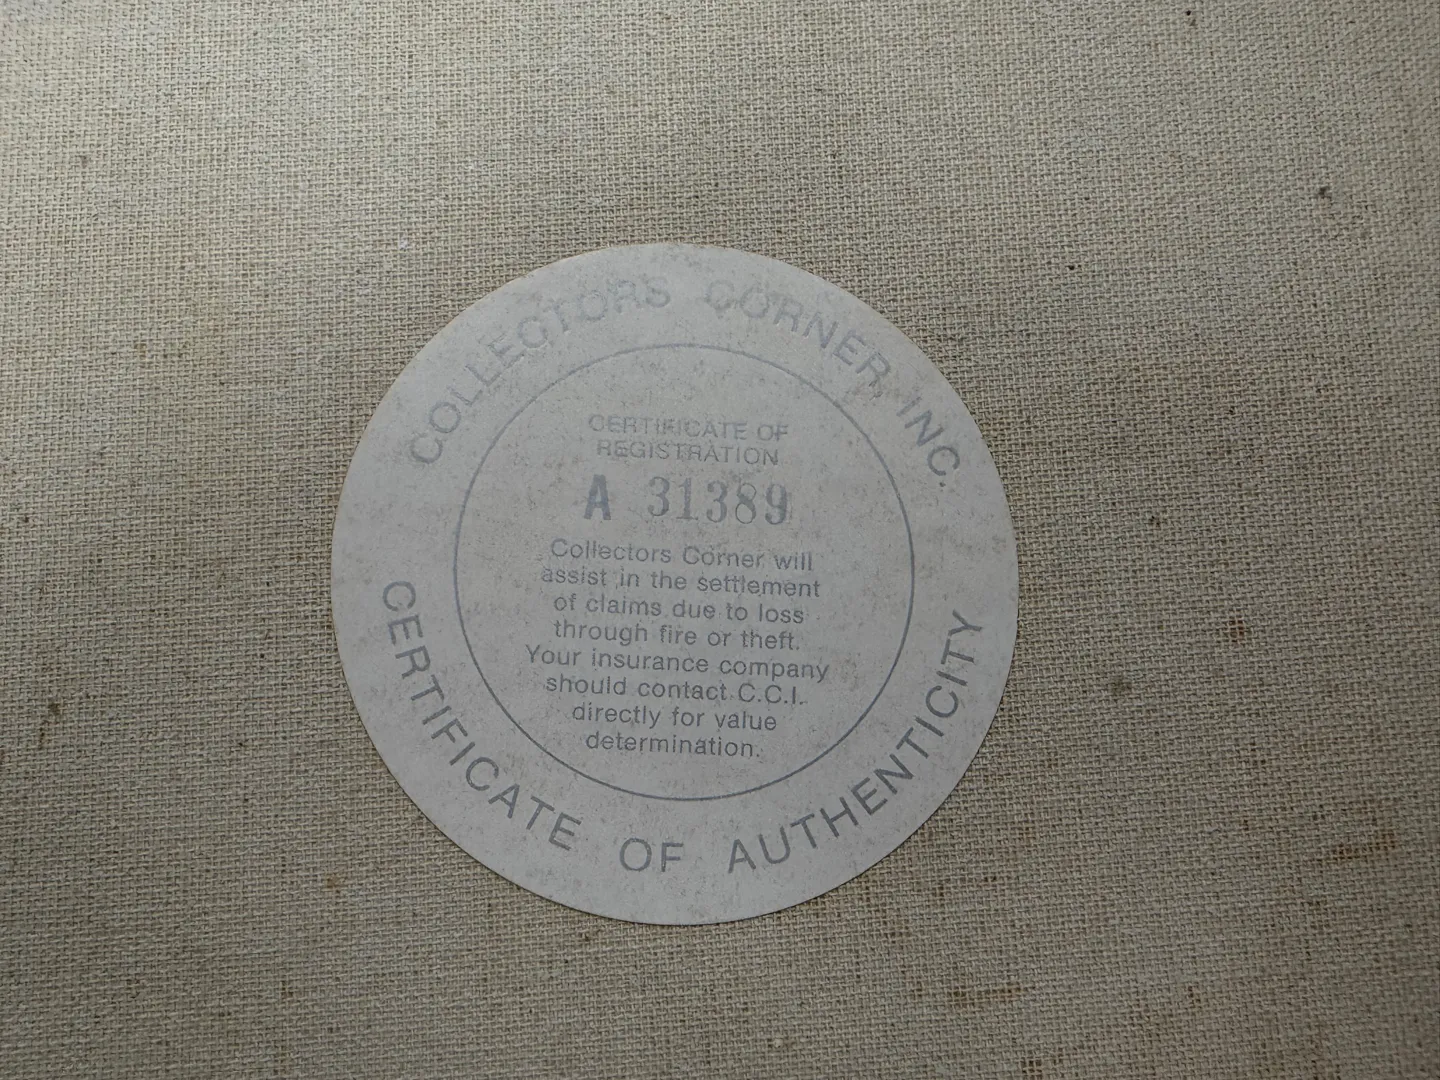 COLLECTORS CORNER INC.
CERTIFICATE OF
REGISTRATION
A 31389
Collectors Corner will
assist in the settlement
of claims due to loss
through fire or theft.
Your insurance company
should contact C.C.I.
directly for value
determination.
CERTIFICATE OF AUTHENTICITY